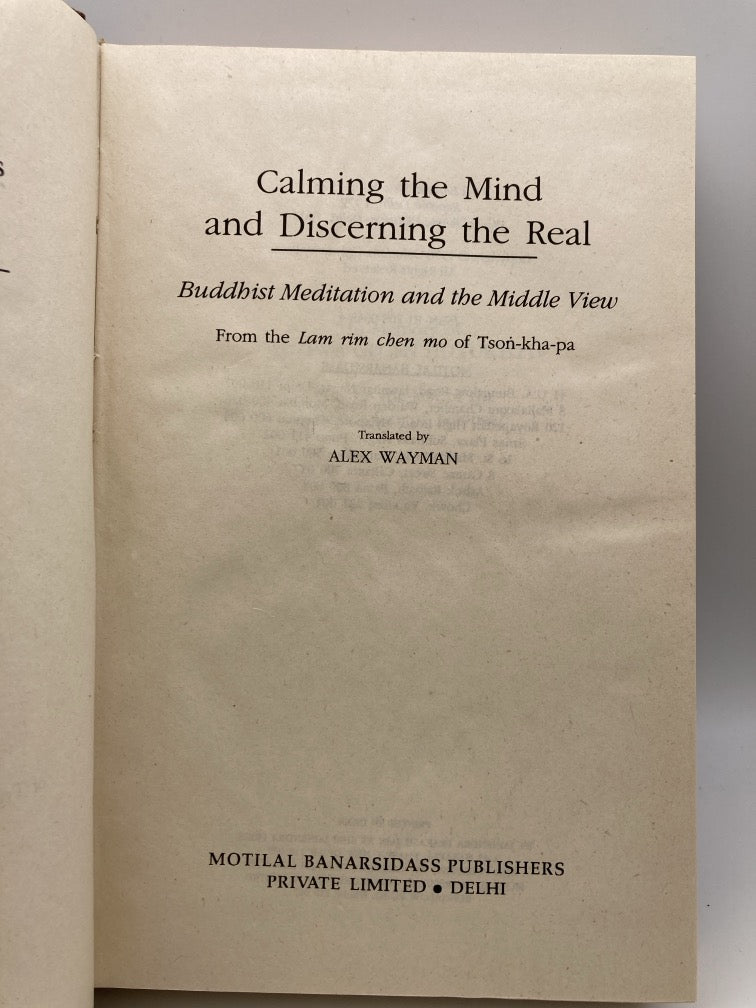 Calming the Mind
and Discerning the Real
Buddhist Meditation and the Middle View
From the Lam rim chen mo of Tsoṅ-kha-pa
Translated by
ALEX WAYMAN
MOTILAL BANARSIDASS PUBLISHERS
PRIVATE LIMITED ● DELHI